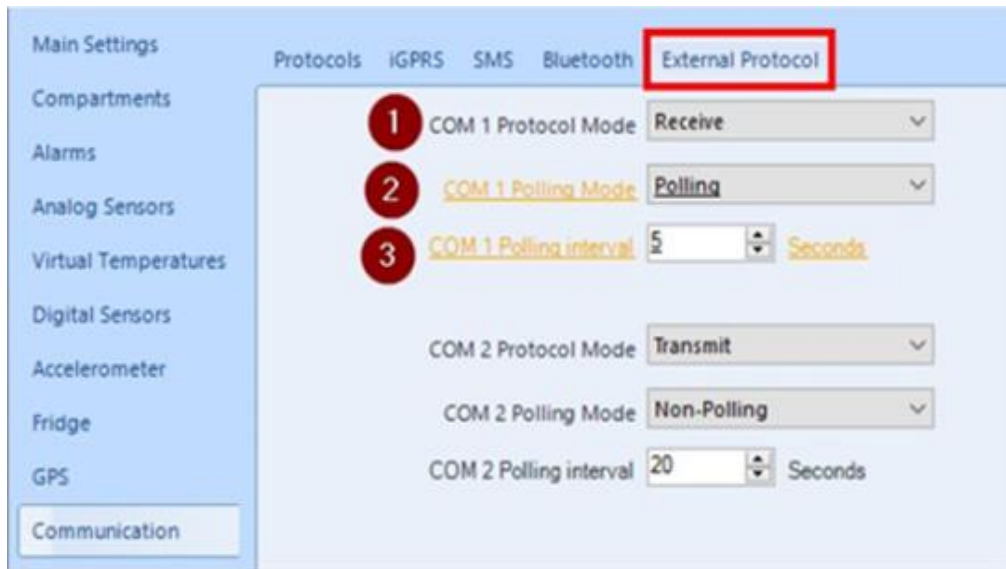 Main Settings
Compartments
Alarms
Analog Sensors
Virtual Temperatures
Digital Sensors
Accelerometer
Fridge
GPS
Communication
Protocols iGPRS SMS Bluetooth External Protocol
1 COM 1 Protocol Mode Receive
2 COM 1 Polling Mode Polling
3 COM 1 Polling interval 5 Seconds
COM 2 Protocol Mode Transmit
COM 2 Polling Mode Non-Polling
COM 2 Polling interval 20 Seconds